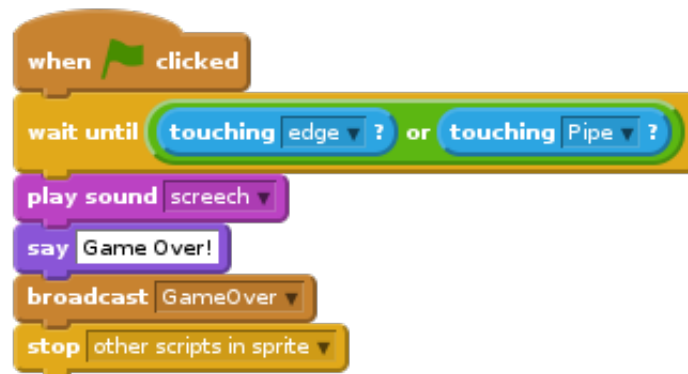 when clicked
wait until touching edge ? or touching Pipe ?
play sound screech
say Game Over!
broadcast GameOver
stop other scripts in sprite